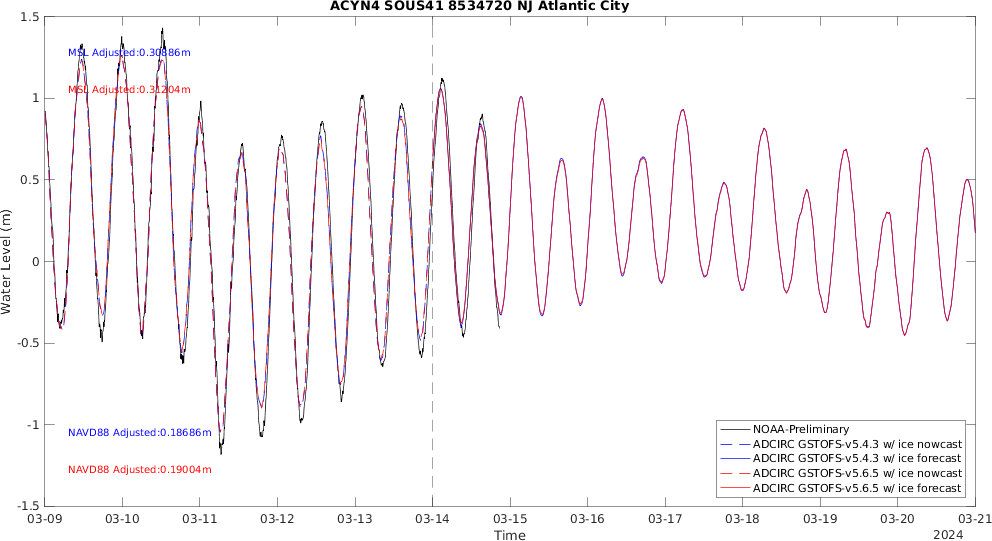 ACYN4 SOUS41 8534720 NJ Atlantic City
1.5
1
0.5
0
-0.5
-1
-1.5
Water Level (m)
MSL Adjusted:0.30886m
MSL Adjusted:0.31204m
NAVD88 Adjusted:0.18686m
NAVD88 Adjusted:0.19004m
NOAA-Preliminary
ADCIRC GSTOFS-v5.4.3 w/ ice nowcast
ADCIRC GSTOFS-v5.4.3 w/ ice forecast
ADCIRC GSTOFS-v5.6.5 w/ ice nowcast
ADCIRC GSTOFS-v5.6.5 w/ ice forecast
03-09 03-10 03-11 03-12 03-13 03-14 03-15 03-16 03-17 03-18 03-19 03-20 03-21
Time
2024